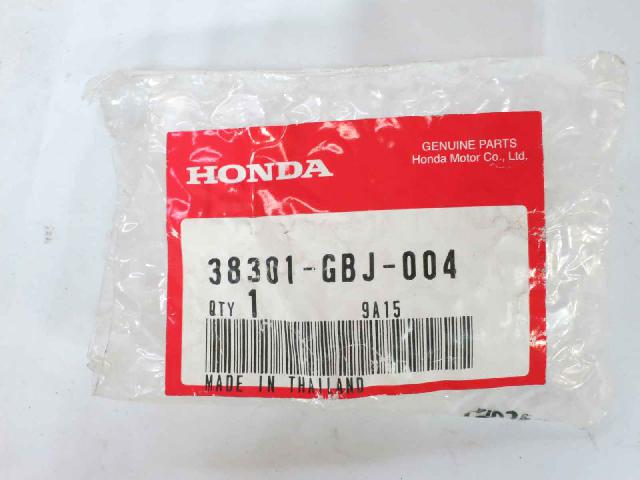 GENUINE PARTS
HONDA
Honda Motor Co., Ltd.
38301-GBJ-004
QTY 1 9A15
MADE IN THAILAND